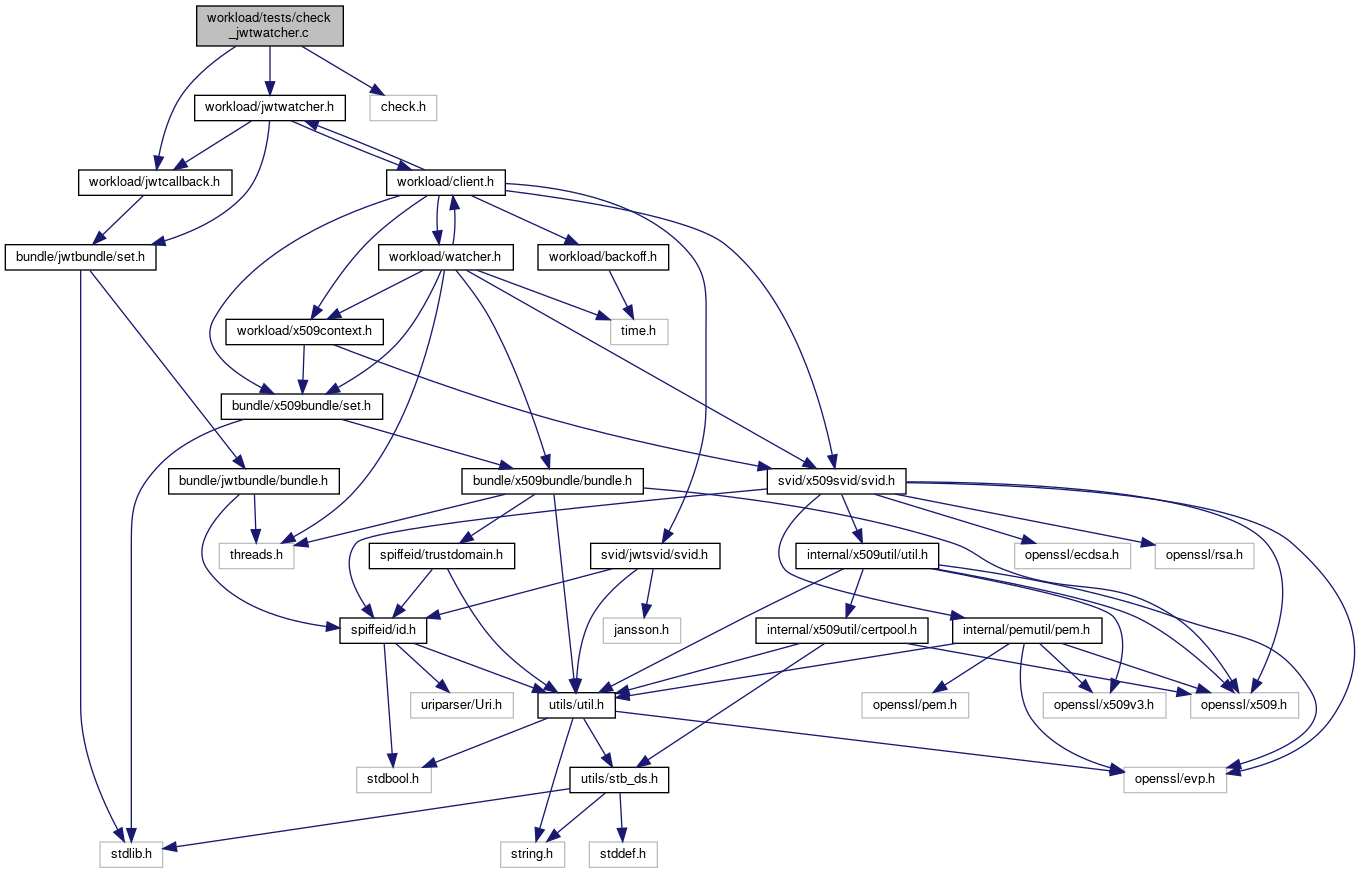 workload/tests/check
_jwtwatcher.c
workload/jwtwatcher.h
check.h
workload/jwtcallback.h
workload/client.h
bundle/jwtbundle/set.h
workload/watcher.h
workload/backoff.h
workload/x509context.h
time.h
bundle/x509bundle/set.h
bundle/jwtbundle/bundle.h
bundle/x509bundle/bundle.h
svid/x509svid/svid.h
threads.h
spiffeid/trustdomain.h
svid/jwtsvid/svid.h
internal/x509util/util.h
openssl/ecdsa.h
openssl/rsa.h
spiffeid/id.h
jansson.h
internal/x509util/certpool.h
internal/pemutil/pem.h
uriparser/Uri.h
utils/util.h
openssl/pem.h
openssl/x509v3.h
openssl/x509.h
stdbool.h
utils/stb_ds.h
openssl/evp.h
stdlib.h
string.h
stddef.h